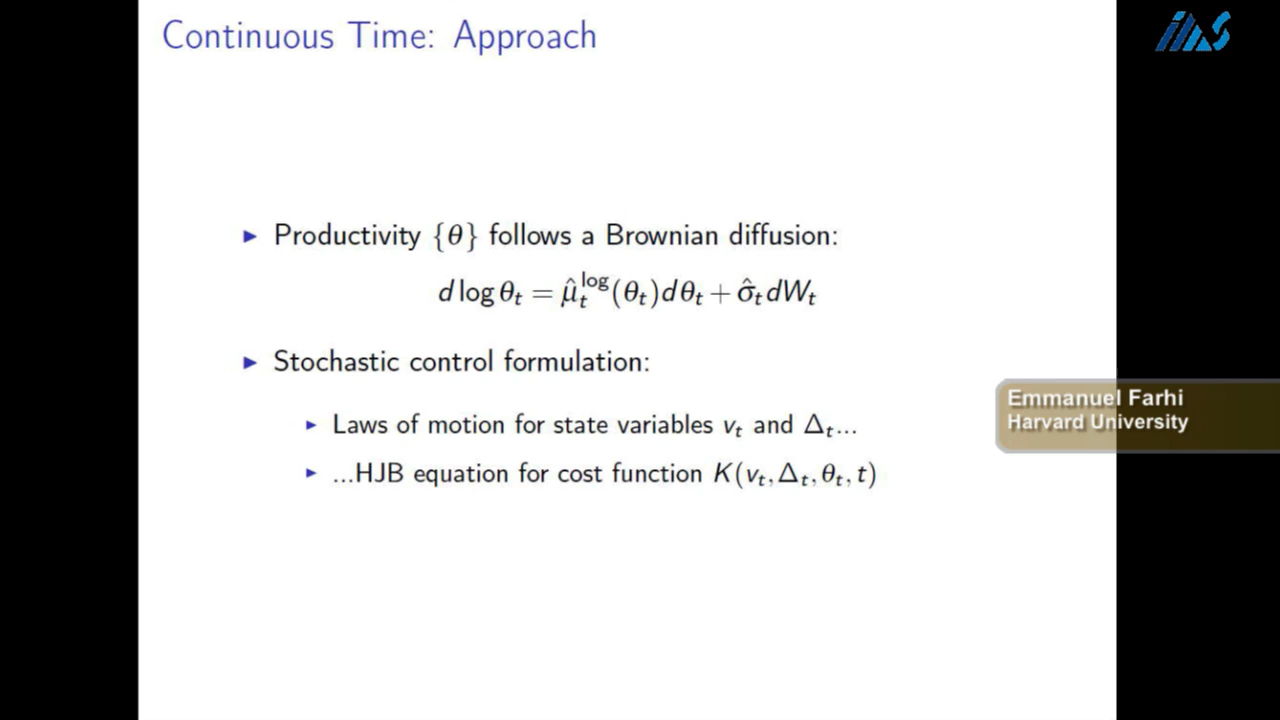 Continuous Time: Approach
IAS
► Productivity {θ} follows a Brownian diffusion:
d log θ_t = μ̂_t^log(θ_t)dθ_t + σ̂_t dW_t
► Stochastic control formulation:
► Laws of motion for state variables v_t and Δ_t...
► ...HJB equation for cost function K(v_t, Δ_t, θ_t, t)
Emmanuel Farhi
Harvard University